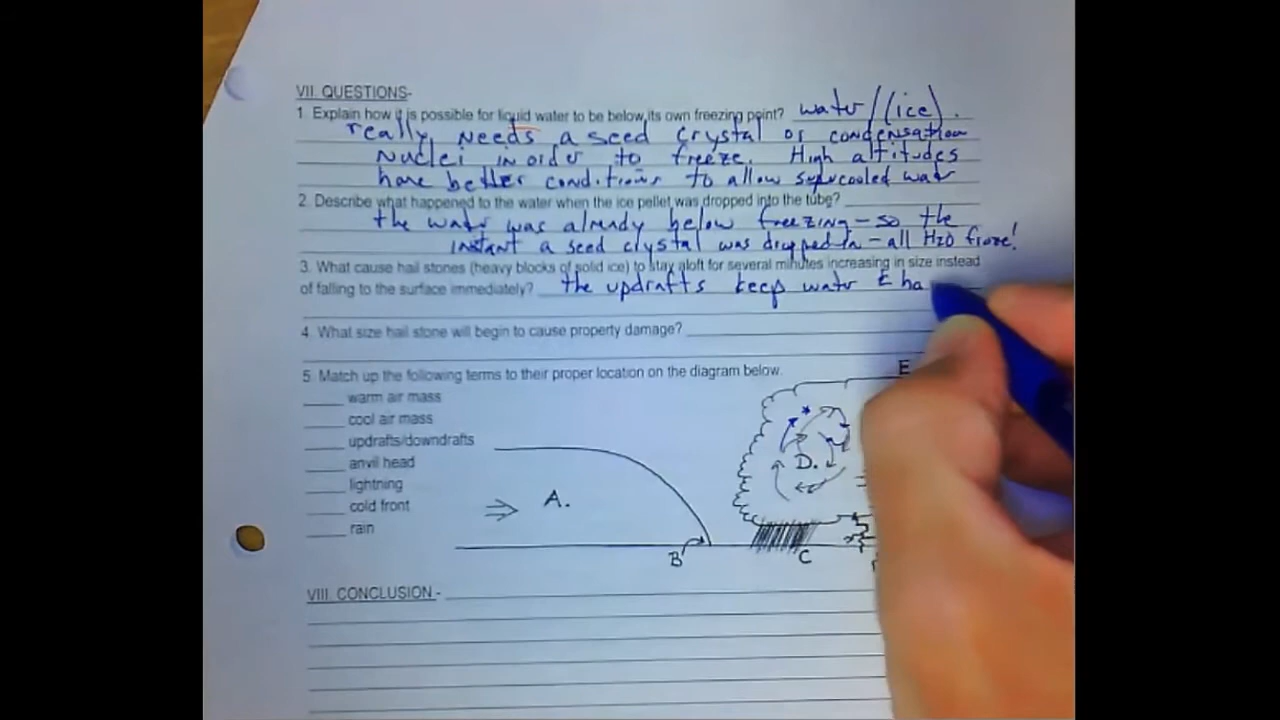 VII. QUESTIONS-
1. Explain how it is possible for liquid water to be below its own freezing point? water/(ice).
really needs a seed crystal or condensation
nuclei in order to freeze. High altitudes
have better conditions to allow supercooled water
2. Describe what happened to the water when the ice pellet was dropped into the tube?
the water was already below freezing - so the
instant a seed crystal was dropped in - all H2O froze!
3. What cause hail stones (heavy blocks of solid ice) to stay aloft for several minutes increasing in size instead
of falling to the surface immediately? the updrafts keep water & ha
4. What size hail stone will begin to cause property damage?
5. Match up the following terms to their proper location on the diagram below.
E
warm air mass
cool air mass
updrafts/downdrafts
anvil head
lightning
cold front
rain
D.
A.
B
C
VIII. CONCLUSION -